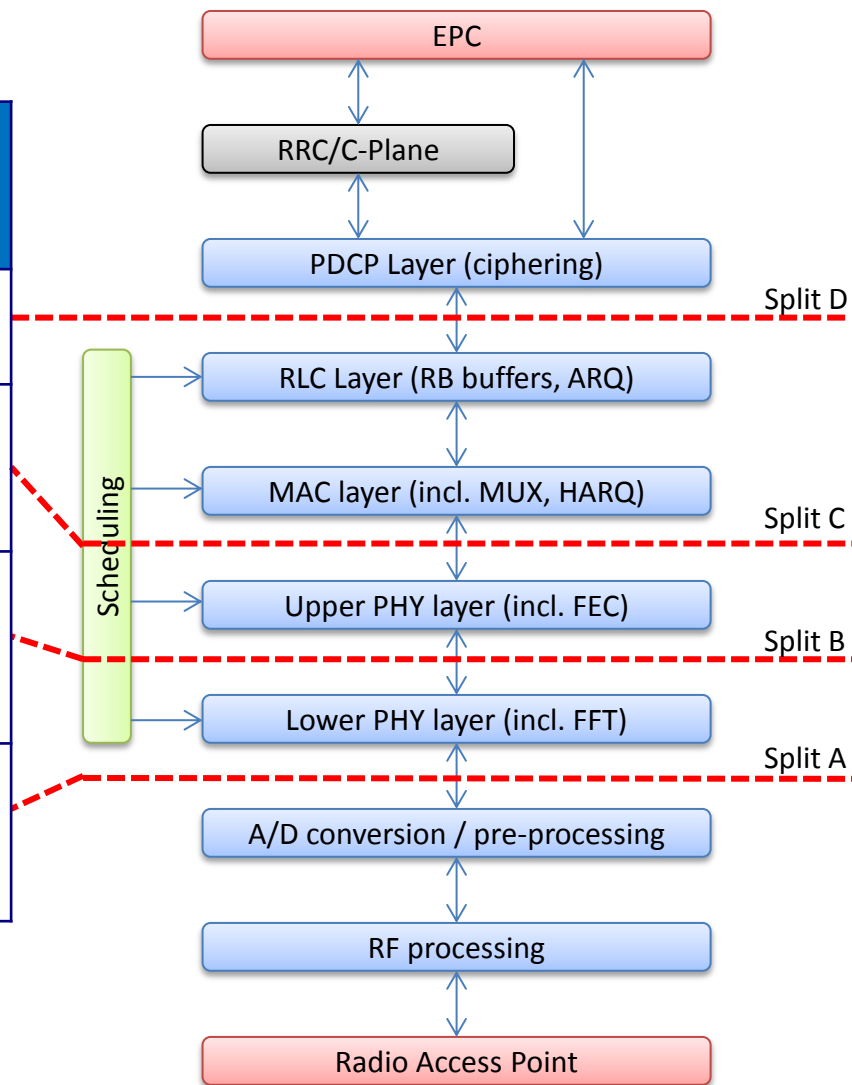 EPC
RRC/C-Plane
PDCP Layer (ciphering)
Split D
RLC Layer (RB buffers, ARQ)
MAC layer (incl. MUX, HARQ)
Split C
Scheduling
Upper PHY layer (incl. FEC)
Split B
Lower PHY layer (incl. FFT)
Split A
A/D conversion / pre-processing
RF processing
Radio Access Point